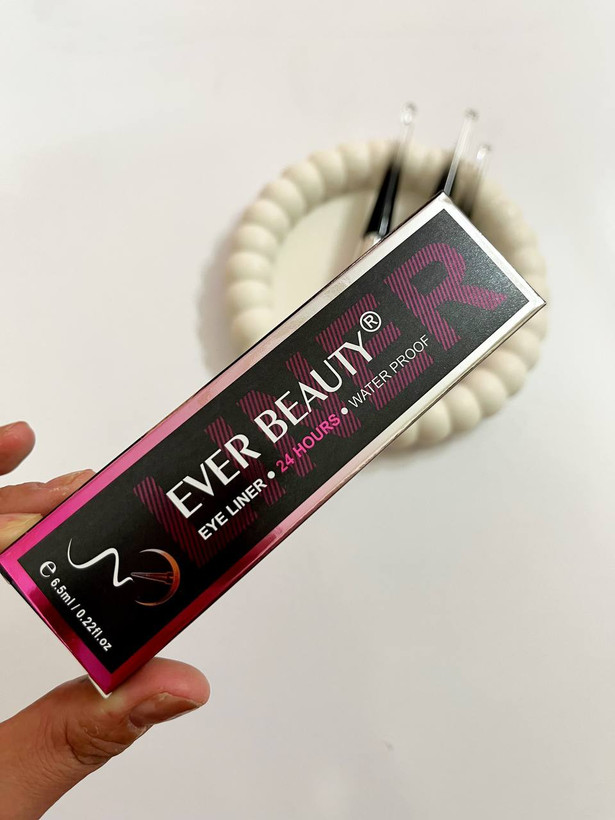 LINER
EVER BEAUTY®
EYE LINER • 24 HOURS • WATER PROOF
e 6.5ml / 0.22fl.oz